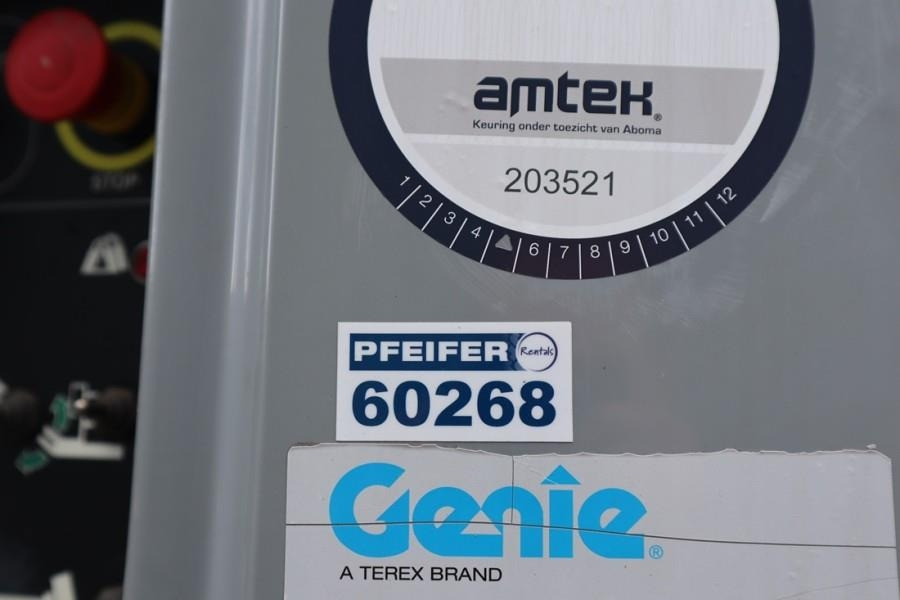 STOP
amtek®
Keuring onder toezicht van Aboma
203521
1 2 3 4 6 7 8 9 10 11 12
PFEIFER Rentals
60268
Genie®
A TEREX BRAND